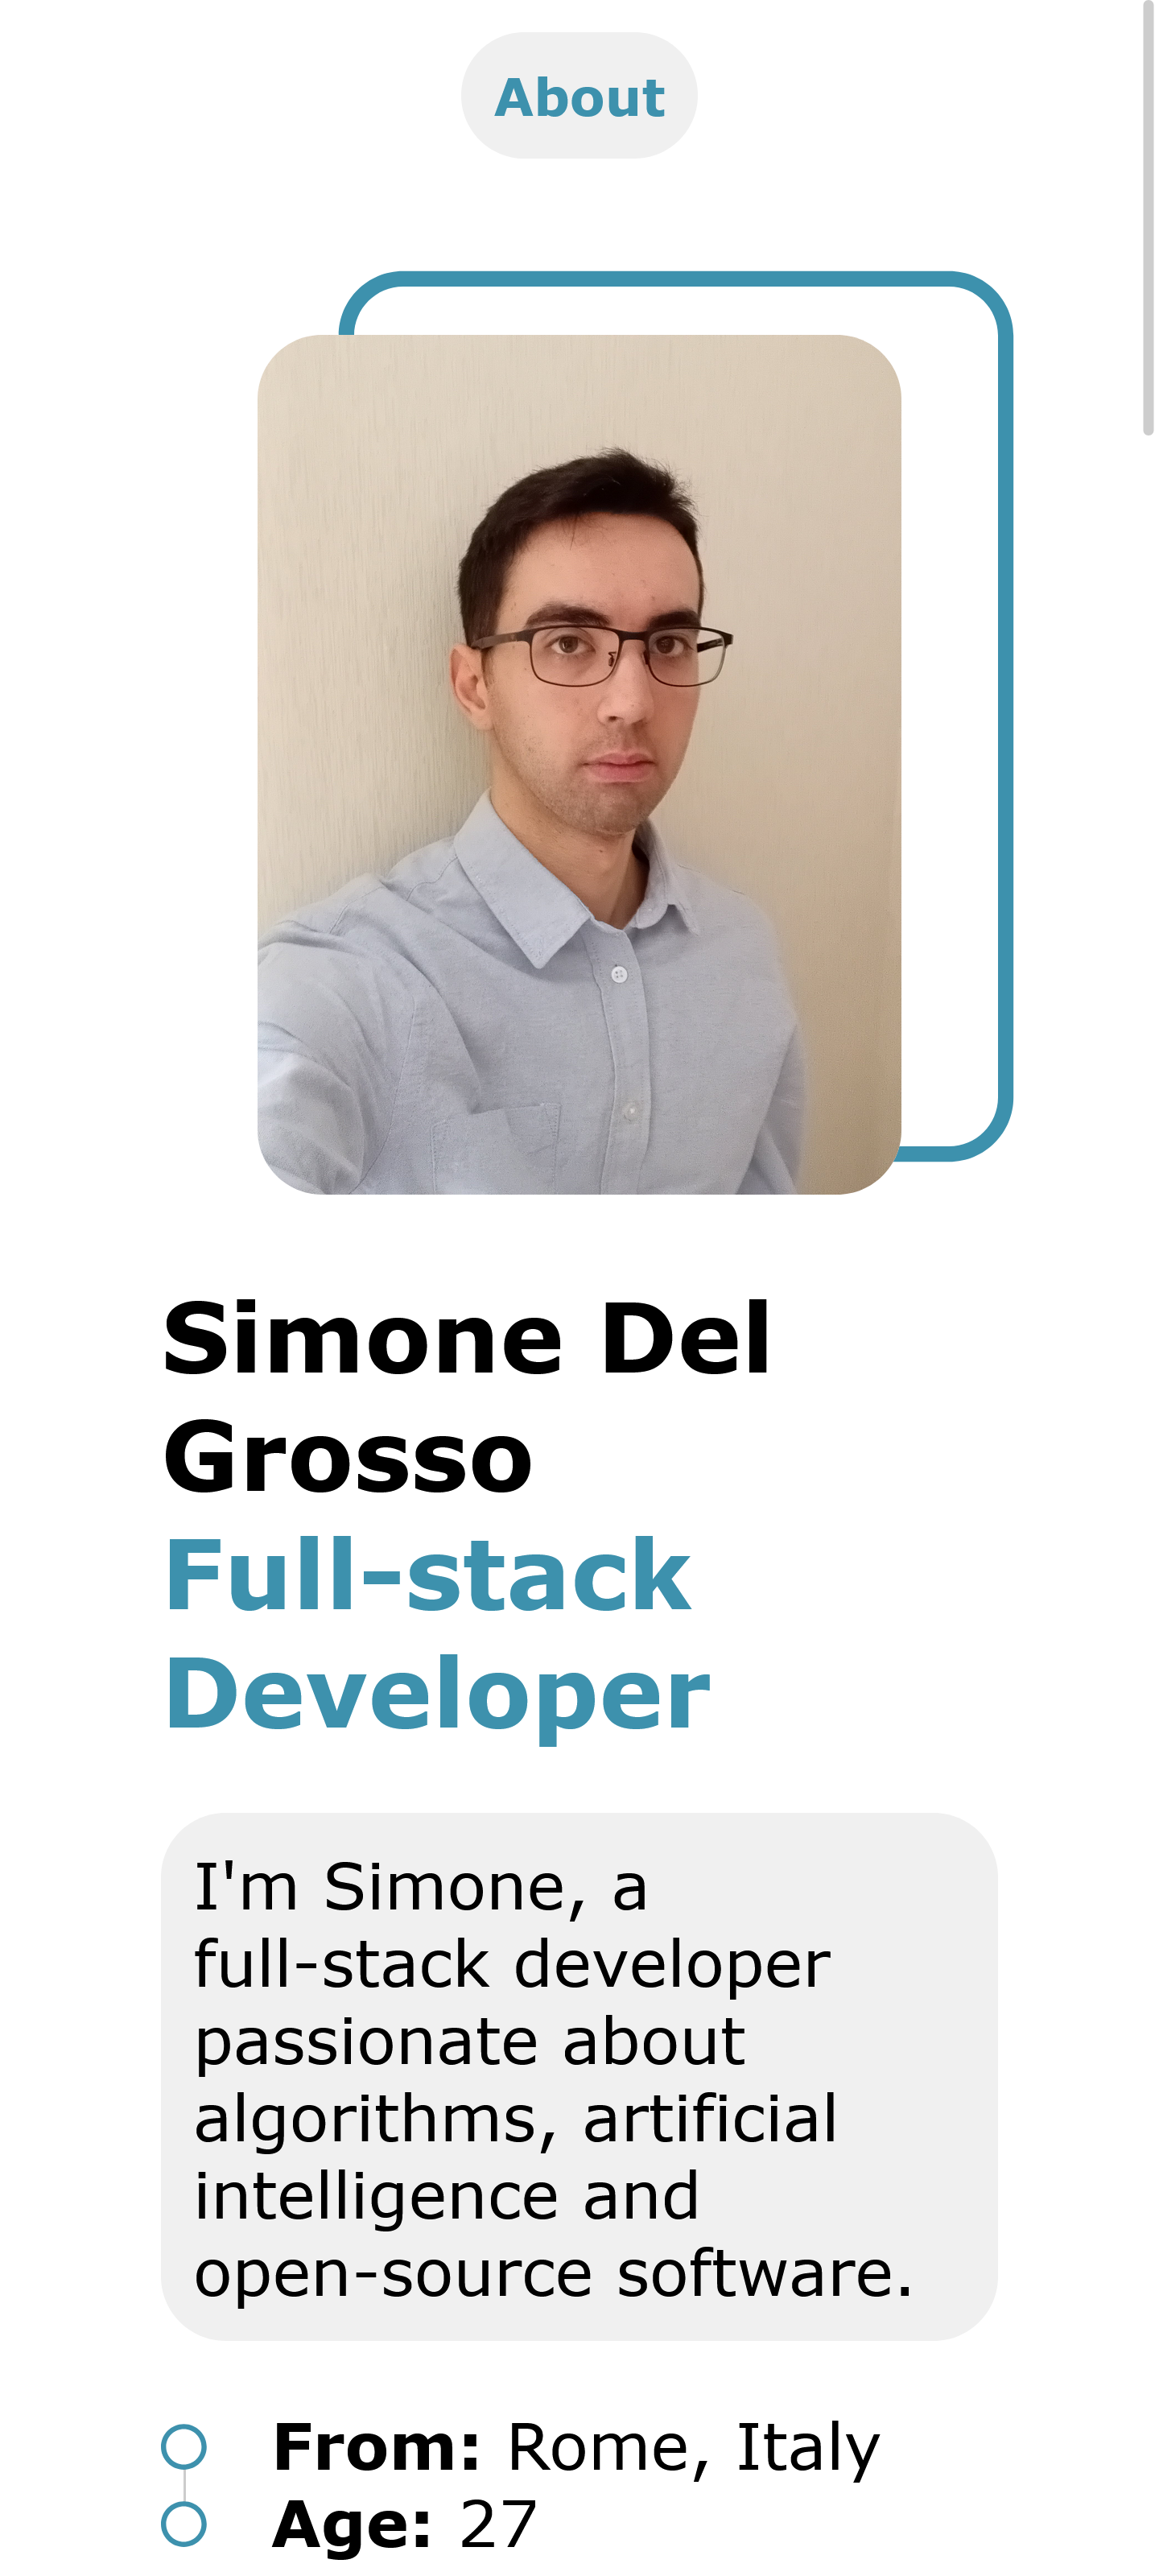 About
Simone Del
Grosso
Full-stack
Developer
I'm Simone, a
full-stack developer
passionate about
algorithms, artificial
intelligence and
open-source software.
From: Rome, Italy
Age: 27